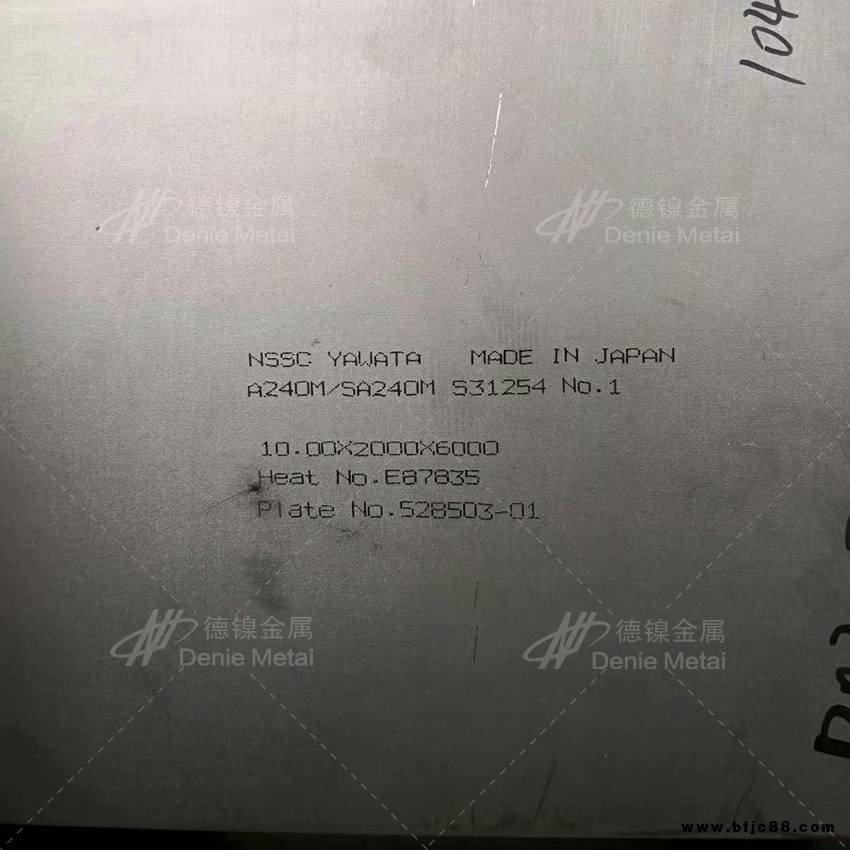 104
德镍金属
Denie Metai
德镍金属
Denie Metai
NSSC YAWATA MADE IN JAPAN
A240M/SA240M S31254 No.1
10.00X2000X6000
Heat No.E87835
Plate No.528503-01
德镍金属
Denie Metai
德镍金属
Denie Metai
www.bfjc88.com